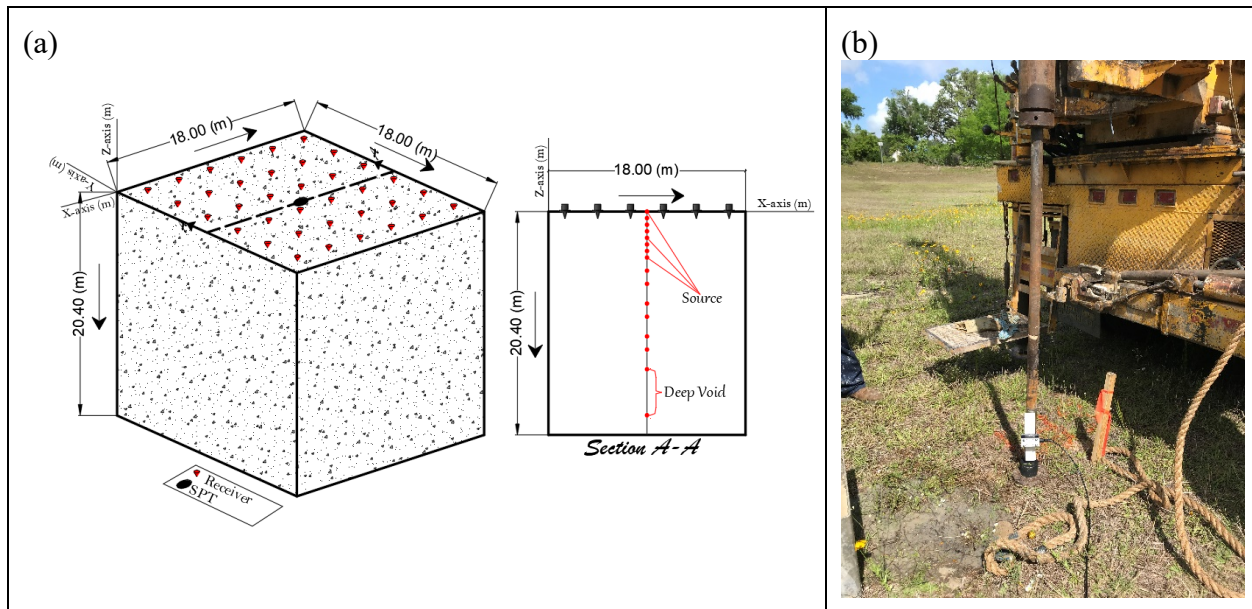 (a)
Z-axis (m)
18.00 (m)
18.00 (m)
Y-axis (m)
X-axis (m)
A
A
20.40 (m)
Receiver
SPT
Z-axis (m)
18.00 (m)
X-axis (m)
Source
20.40 (m)
Deep Void
Section A-A
(b)